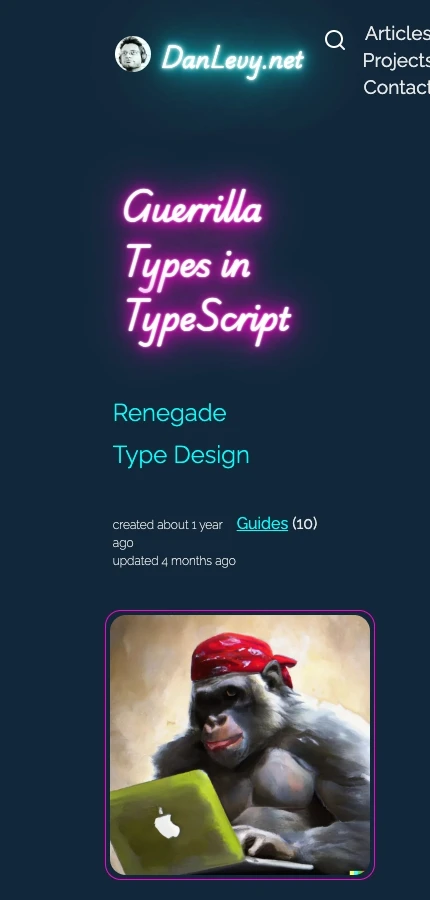 DanLevy.net
Articles
Projects
Contact
Guerrilla
Types in
TypeScript
Renegade
Type Design
created about 1 year
ago
updated 4 months ago
Guides (10)